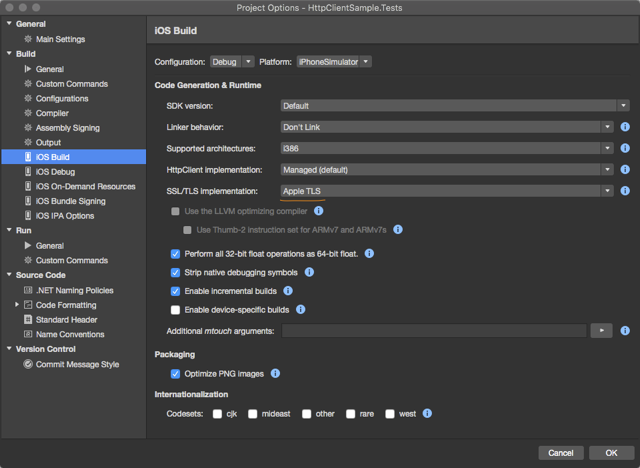 Project Options - HttpClientSample.Tests
General
Main Settings
Build
General
Custom Commands
Configurations
Compiler
Assembly Signing
Output
iOS Build
iOS Debug
iOS On-Demand Resources
iOS Bundle Signing
iOS IPA Options
Run
General
Custom Commands
Source Code
.NET Naming Policies
Code Formatting
Standard Header
Name Conventions
Version Control
Commit Message Style
iOS Build
Configuration: Debug Platform: iPhoneSimulator
Code Generation & Runtime
SDK version: Default
Linker behavior: Don't Link
Supported architectures: i386
HttpClient implementation: Managed (default)
SSL/TLS implementation: Apple TLS
Use the LLVM optimizing compiler
Use Thumb-2 instruction set for ARMv7 and ARMv7s
Perform all 32-bit float operations as 64-bit float.
Strip native debugging symbols
Enable incremental builds
Enable device-specific builds
Additional mtouch arguments:
Packaging
Optimize PNG images
Internationalization
Codesets: cjk mideast other rare west
Cancel OK